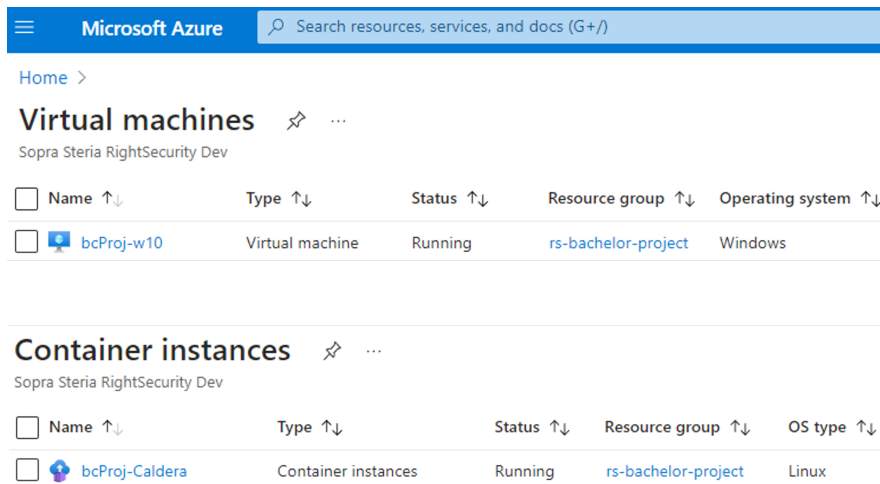 Microsoft Azure Search resources, services, and docs (G+/)
Home >
Virtual machines ...
Sopra Steria RightSecurity Dev
Name ↑↓ Type ↑↓ Status ↑↓ Resource group ↑↓ Operating system ↑↓
bcProj-w10 Virtual machine Running rs-bachelor-project Windows
Container instances ...
Sopra Steria RightSecurity Dev
Name ↑↓ Type ↑↓ Status ↑↓ Resource group ↑↓ OS type ↑↓
bcProj-Caldera Container instances Running rs-bachelor-project Linux